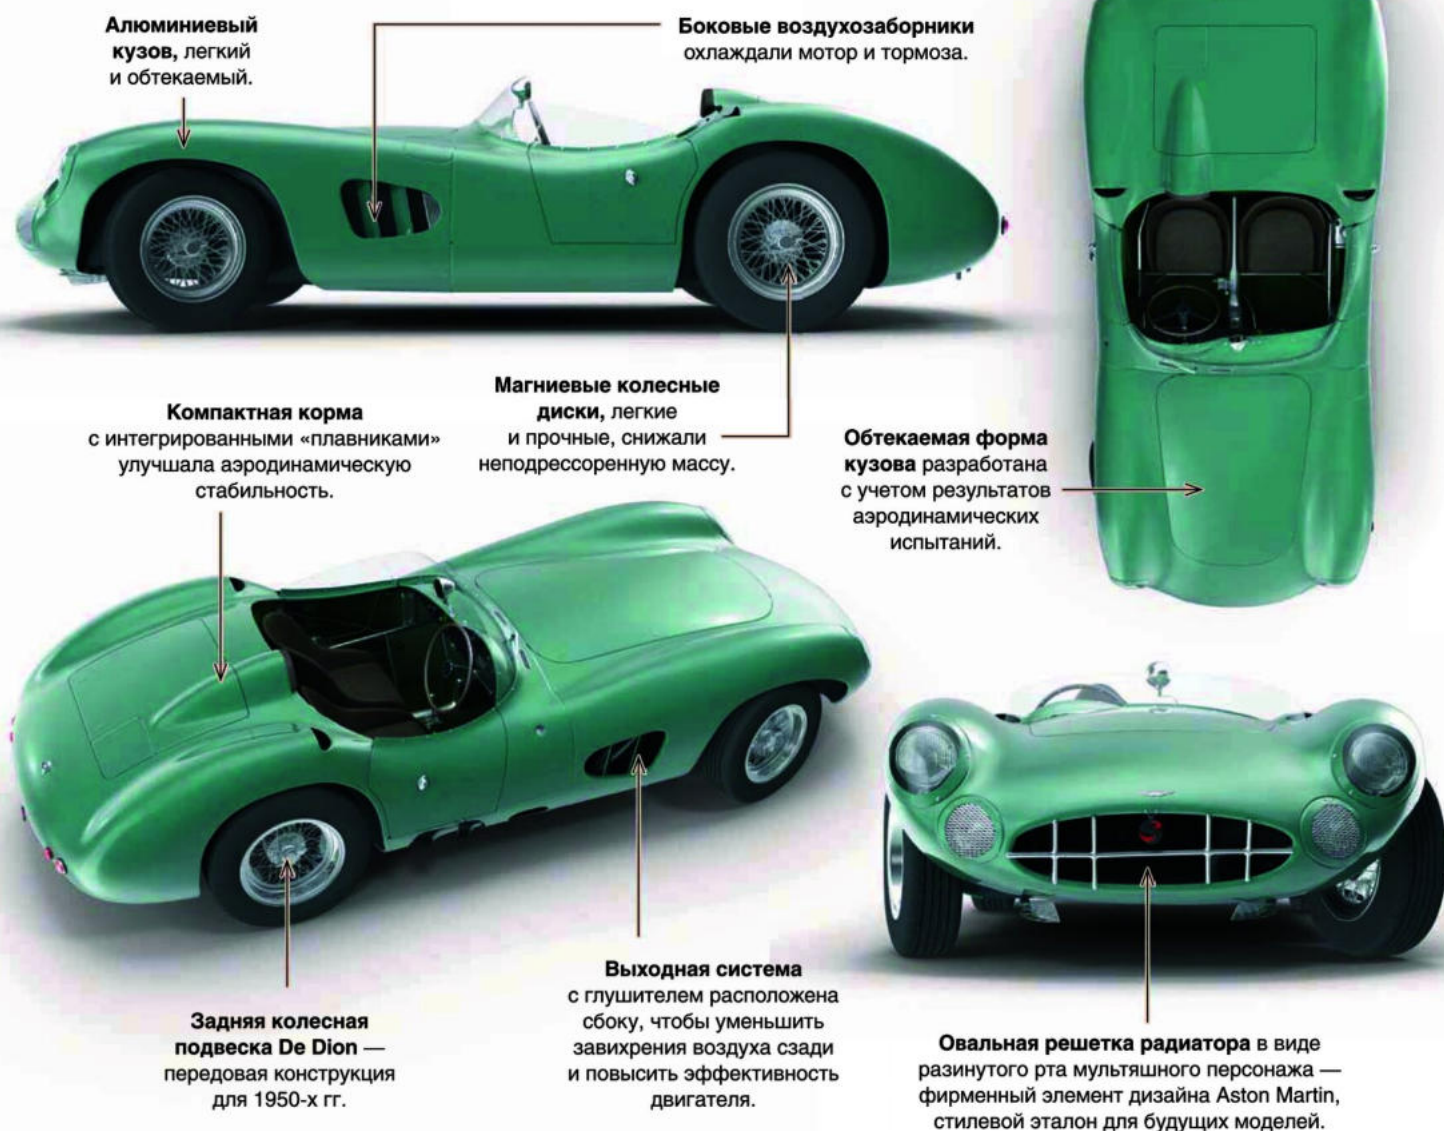 Алюминиевый
кузов, легкий
и обтекаемый.
Боковые воздухозаборники
охлаждали мотор и тормоза.
Компактная корма
с интегрированными «плавниками»
улучшала аэродинамическую
стабильность.
Магниевые колесные
диски, легкие
и прочные, снижали
неподрессоренную массу.
Обтекаемая форма
кузова разработана
с учетом результатов
аэродинамических
испытаний.
Задняя колесная
подвеска De Dion —
передовая конструкция
для 1950-х гг.
Выходная система
с глушителем расположена
сбоку, чтобы уменьшить
завихрения воздуха сзади
и повысить эффективность
двигателя.
Овальная решетка радиатора в виде
разинутого рта мультяшного персонажа —
фирменный элемент дизайна Aston Martin,
стилевой эталон для будущих моделей.